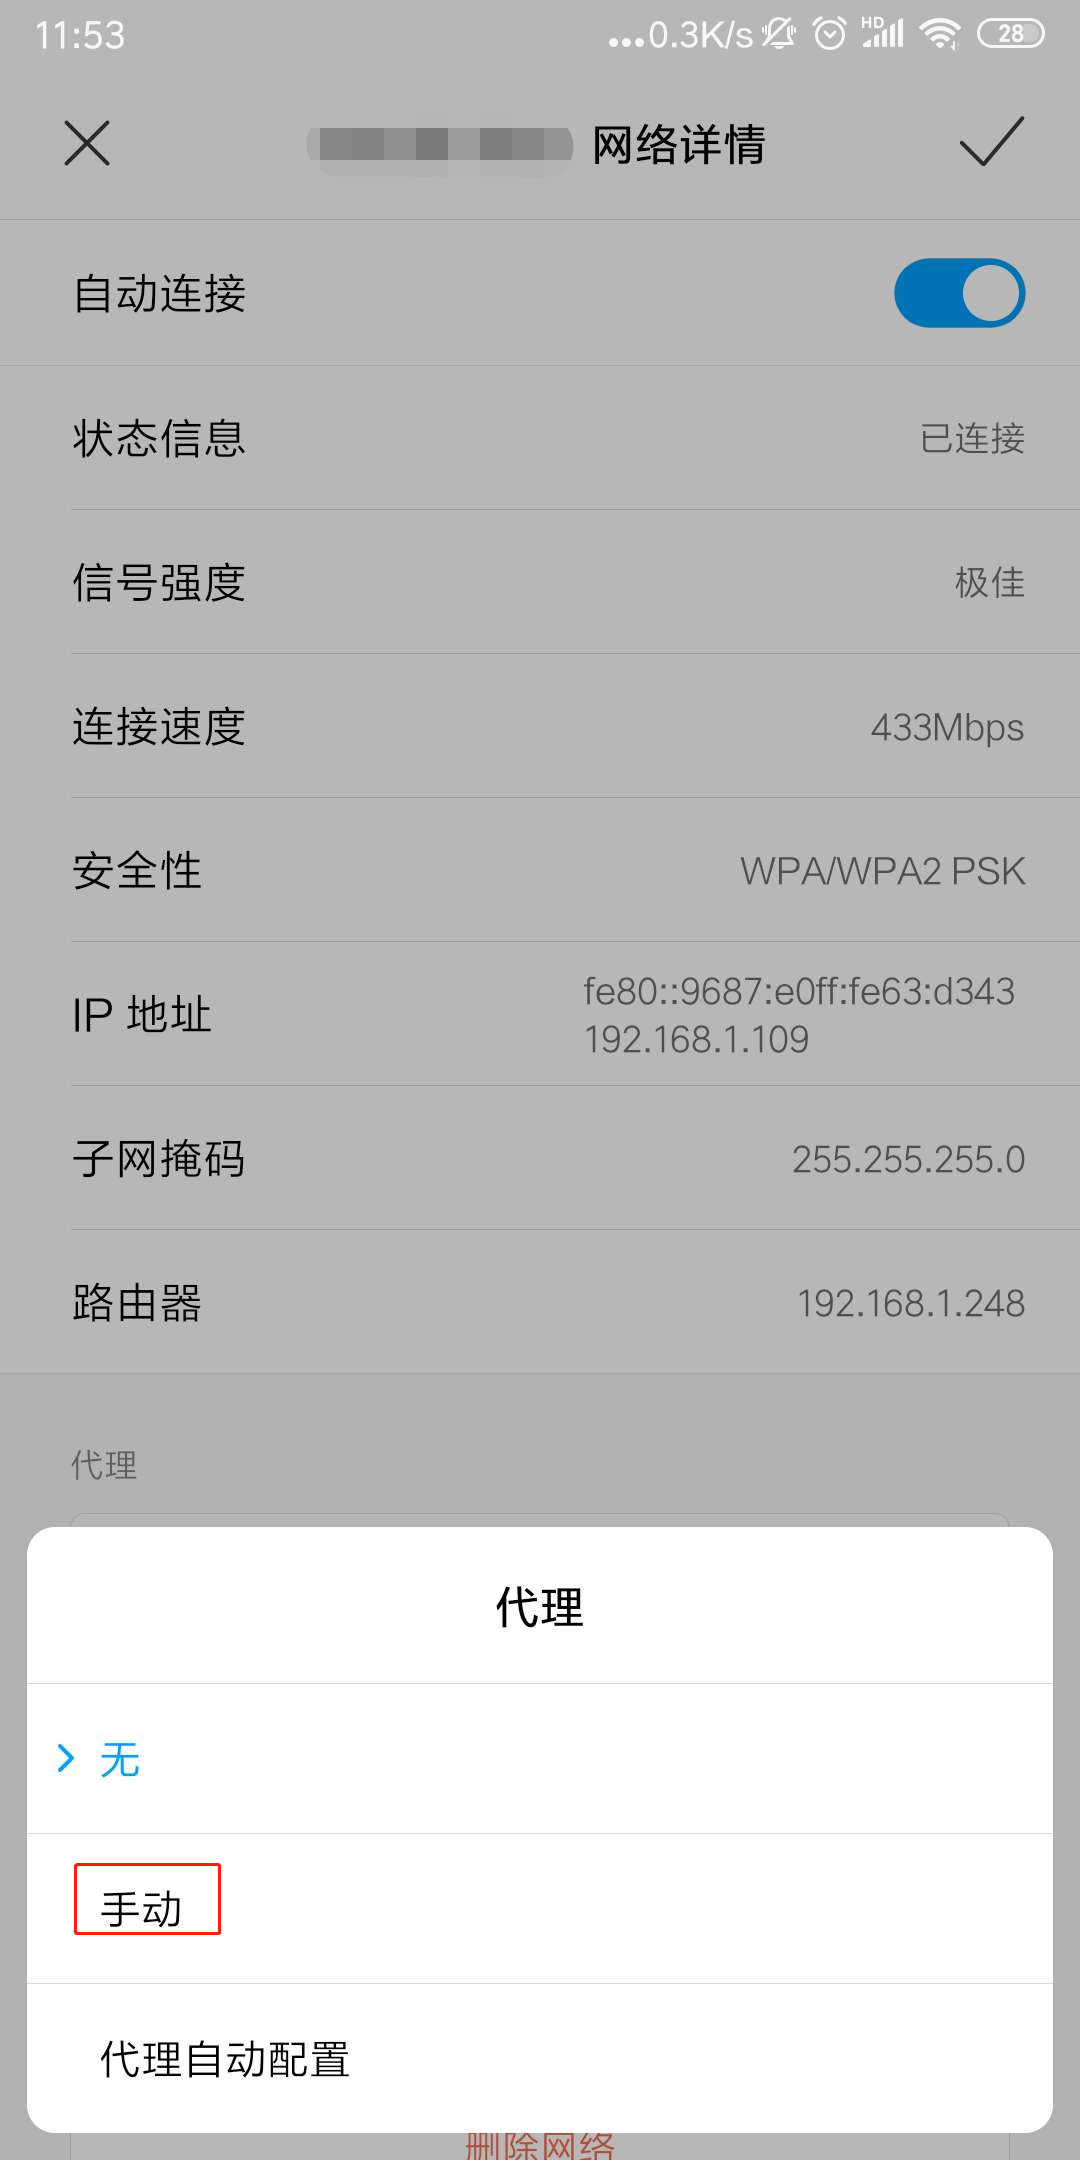 11:53
...0.3K/s HD 28
网络详情
自动连接
状态信息
已连接
信号强度
极佳
连接速度
433Mbps
安全性
WPA/WPA2 PSK
IP 地址
fe80::9687:e0ff:fe63:d343
192.168.1.109
子网掩码
255.255.255.0
路由器
192.168.1.248
代理
代理
无
手动
代理自动配置
删除网络